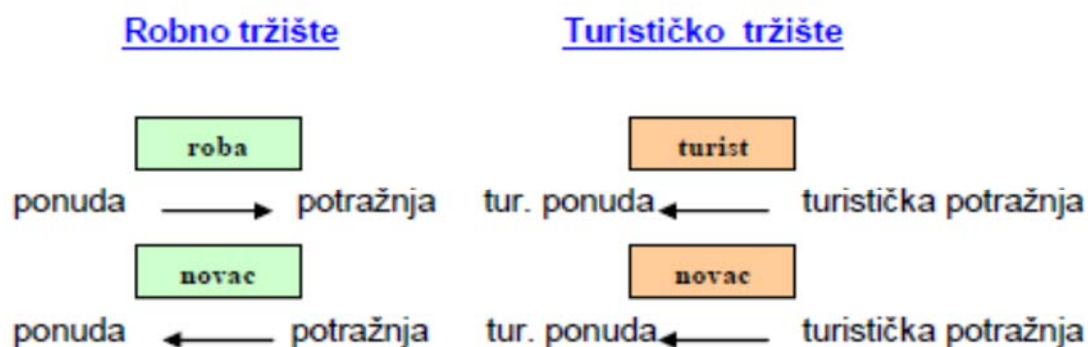 Robno tržište
Turističko tržište
roba
turist
ponuda potražnja
tur. ponuda turistička potražnja
novac
novac
ponuda potražnja
tur. ponuda turistička potražnja